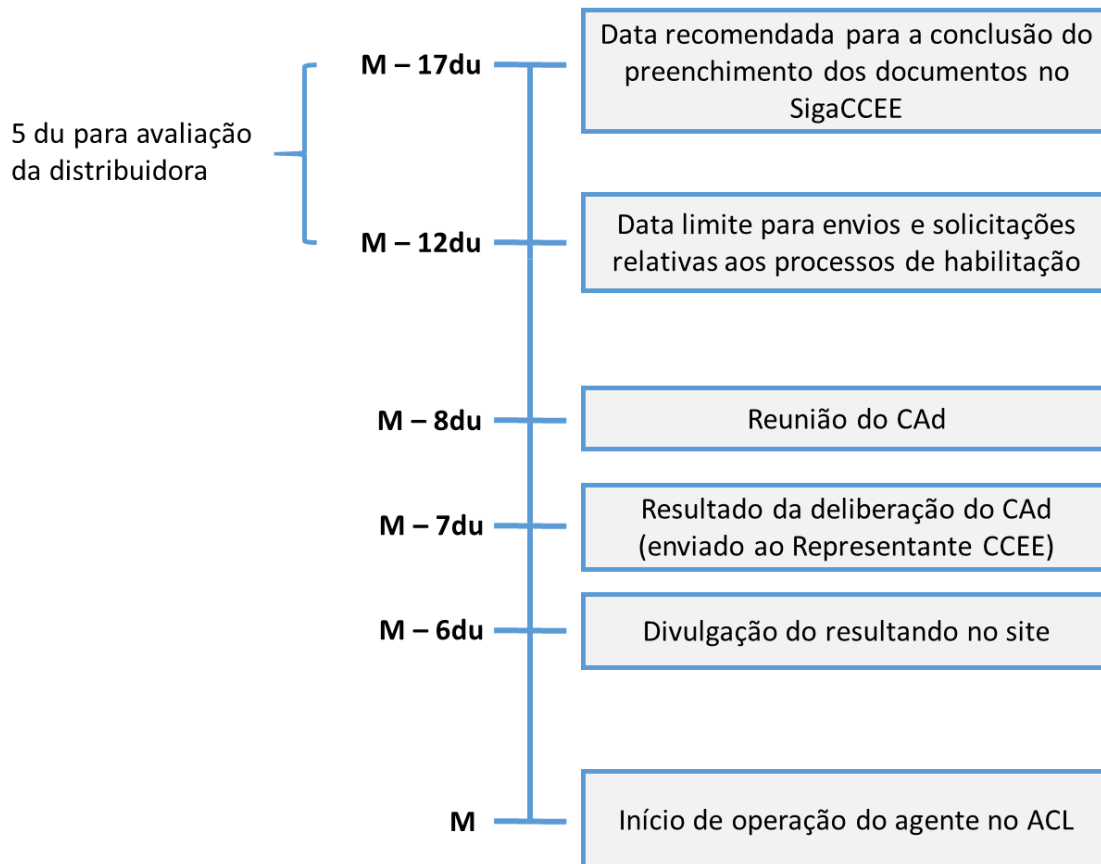 M – 17du
Data recomendada para a conclusão do
preenchimento dos documentos no
SigaCCEE
5 du para avaliação
da distribuidora
M – 12du
Data limite para envios e solicitações
relativas aos processos de habilitação
M – 8du
Reunião do CAd
M – 7du
Resultado da deliberação do CAd
(enviado ao Representante CCEE)
M – 6du
Divulgação do resultando no site
M
Início de operação do agente no ACL